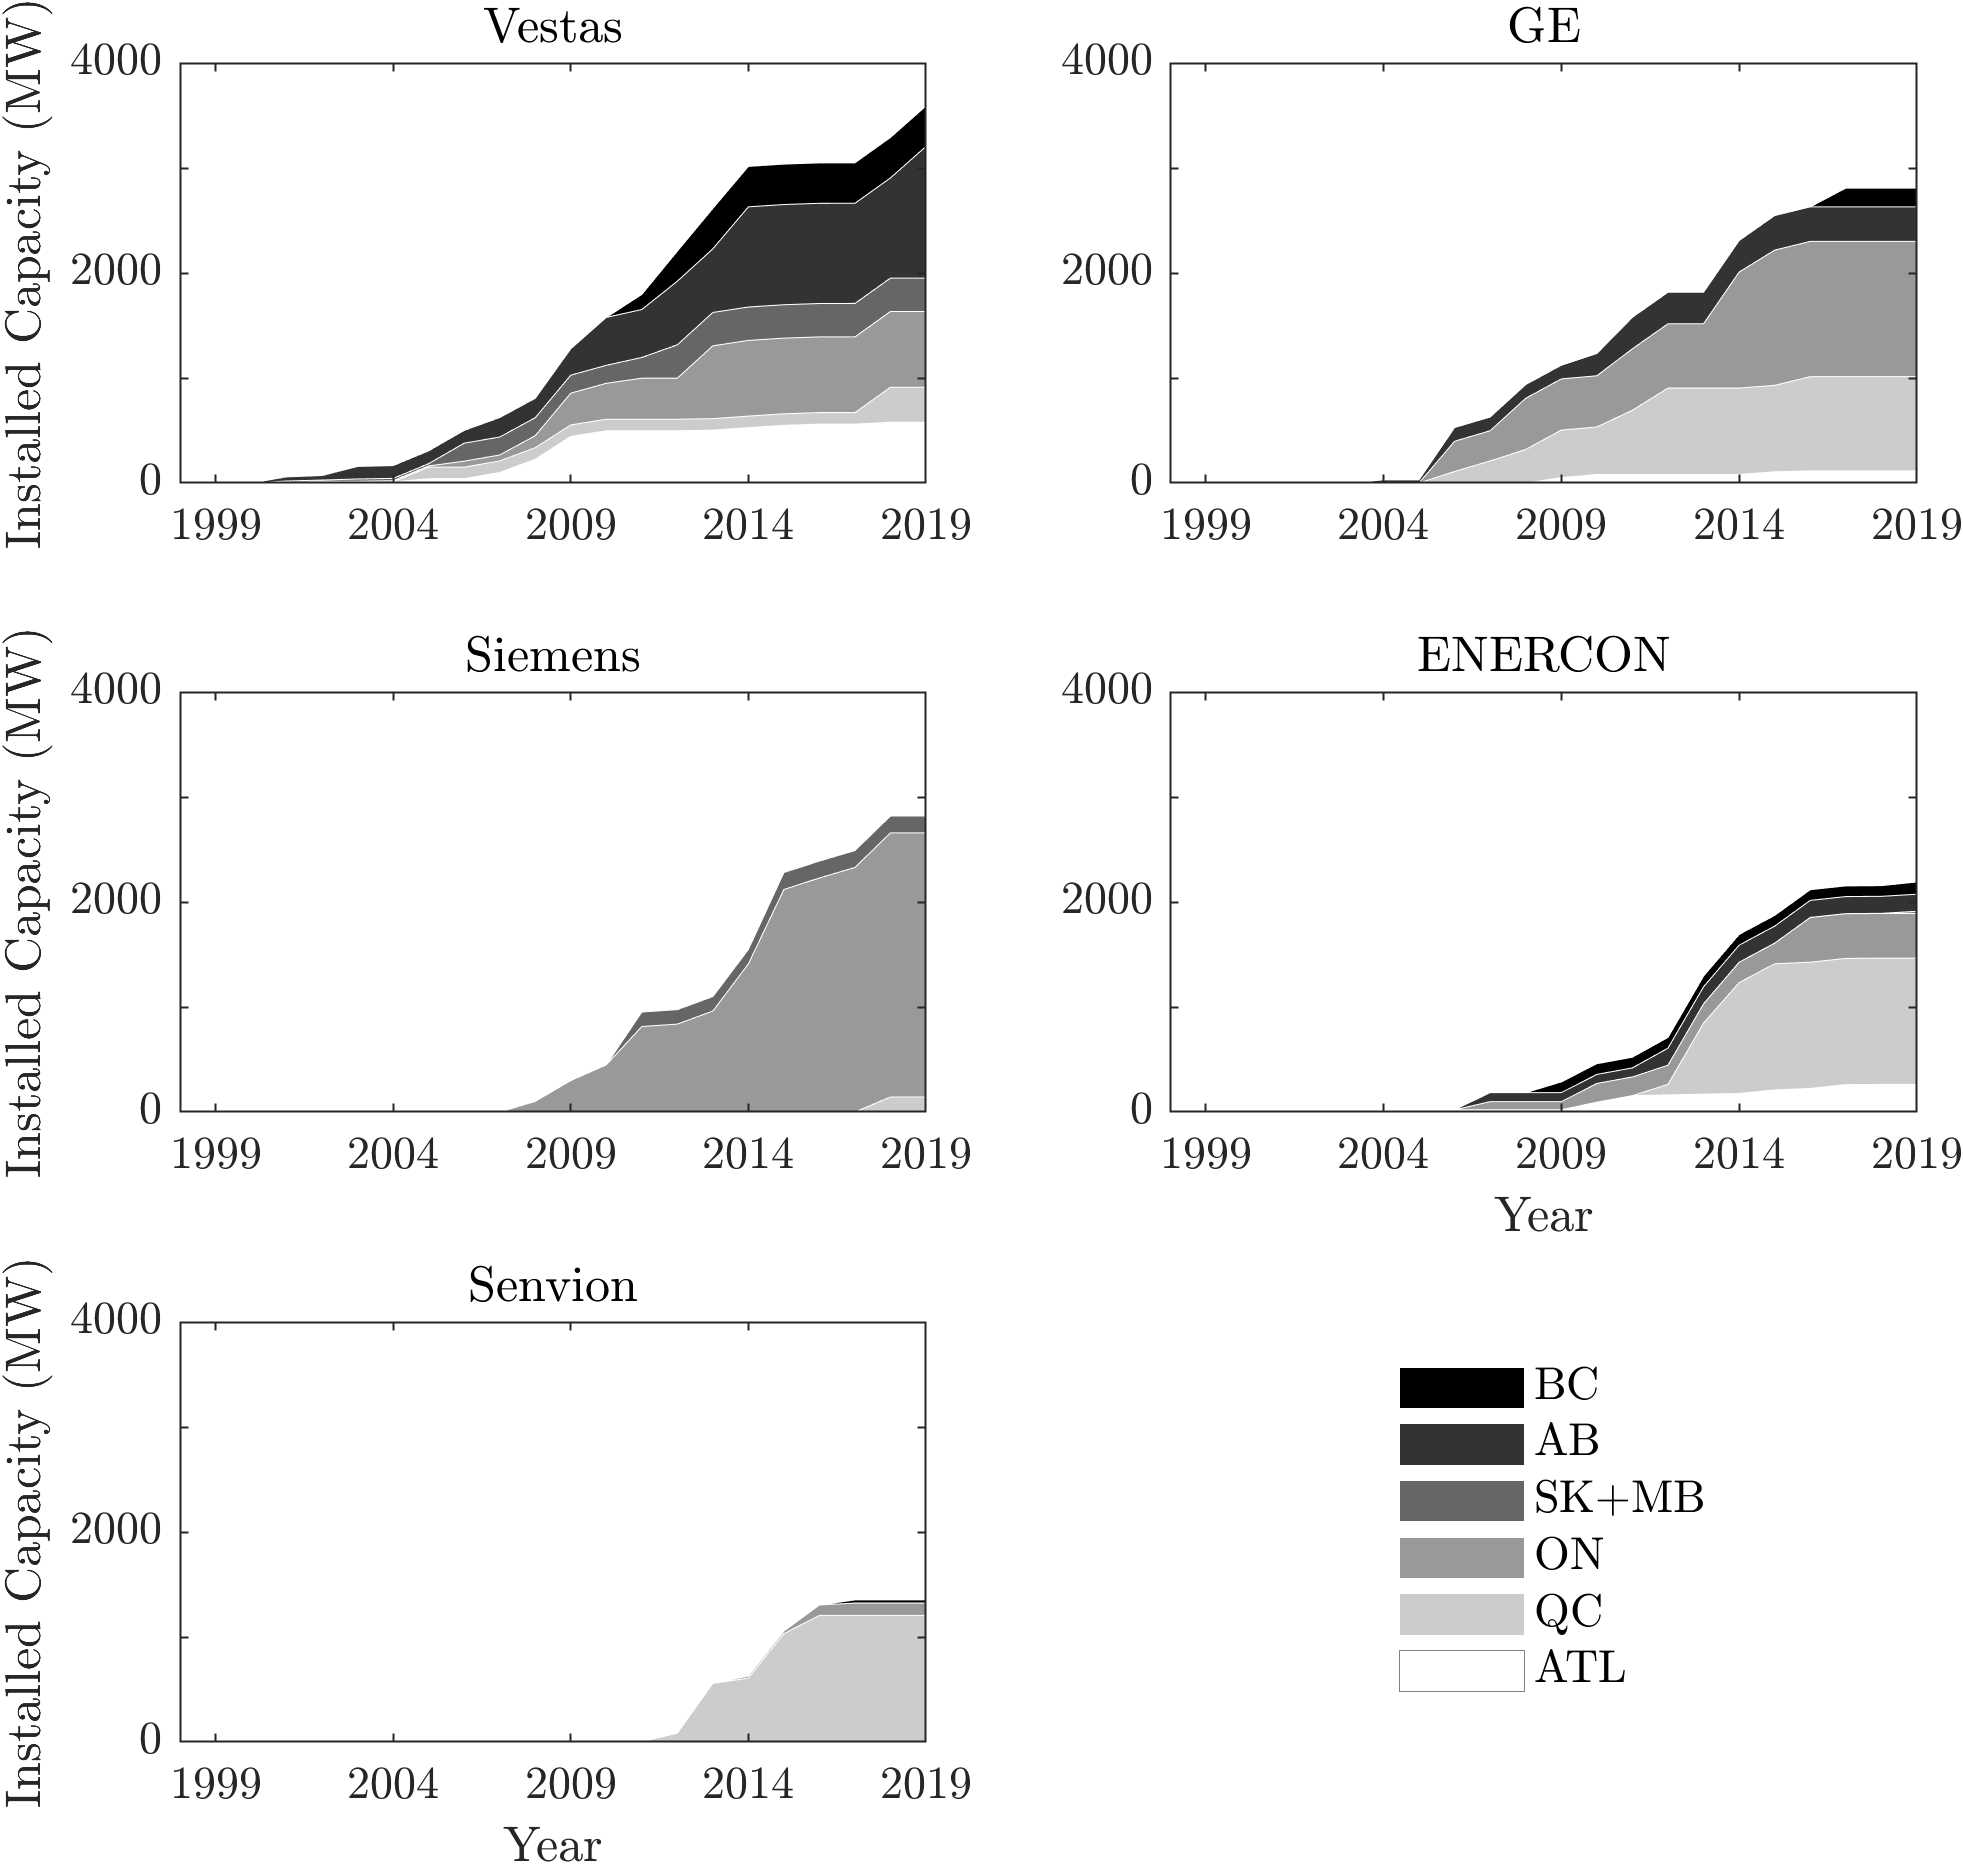 Vestas
Installed Capacity (MW)
4000
2000
0
1999 2004 2009 2014 2019
GE
4000
2000
0
1999 2004 2009 2014 2019
Siemens
Installed Capacity (MW)
4000
2000
0
1999 2004 2009 2014 2019
ENERCON
4000
2000
0
1999 2004 2009 2014 2019
Year
Senvion
Installed Capacity (MW)
4000
2000
0
1999 2004 2009 2014 2019
Year
BC
AB
SK+MB
ON
QC
ATL